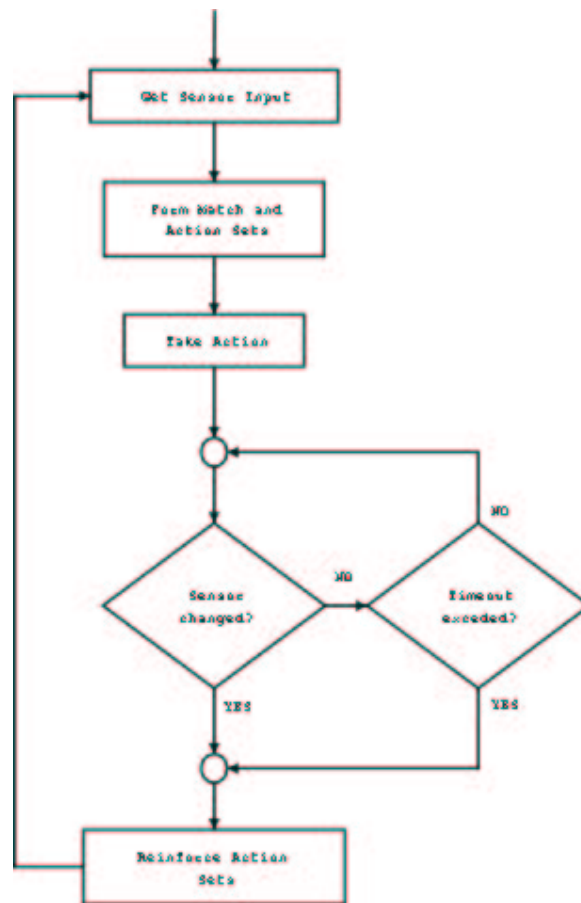 Get Sensor Input
Form Match and
Action Sets
Take Action
NO
Sensor
changed?
NO
Timeout
exceded?
YES
YES
Reinforce Action
Sets